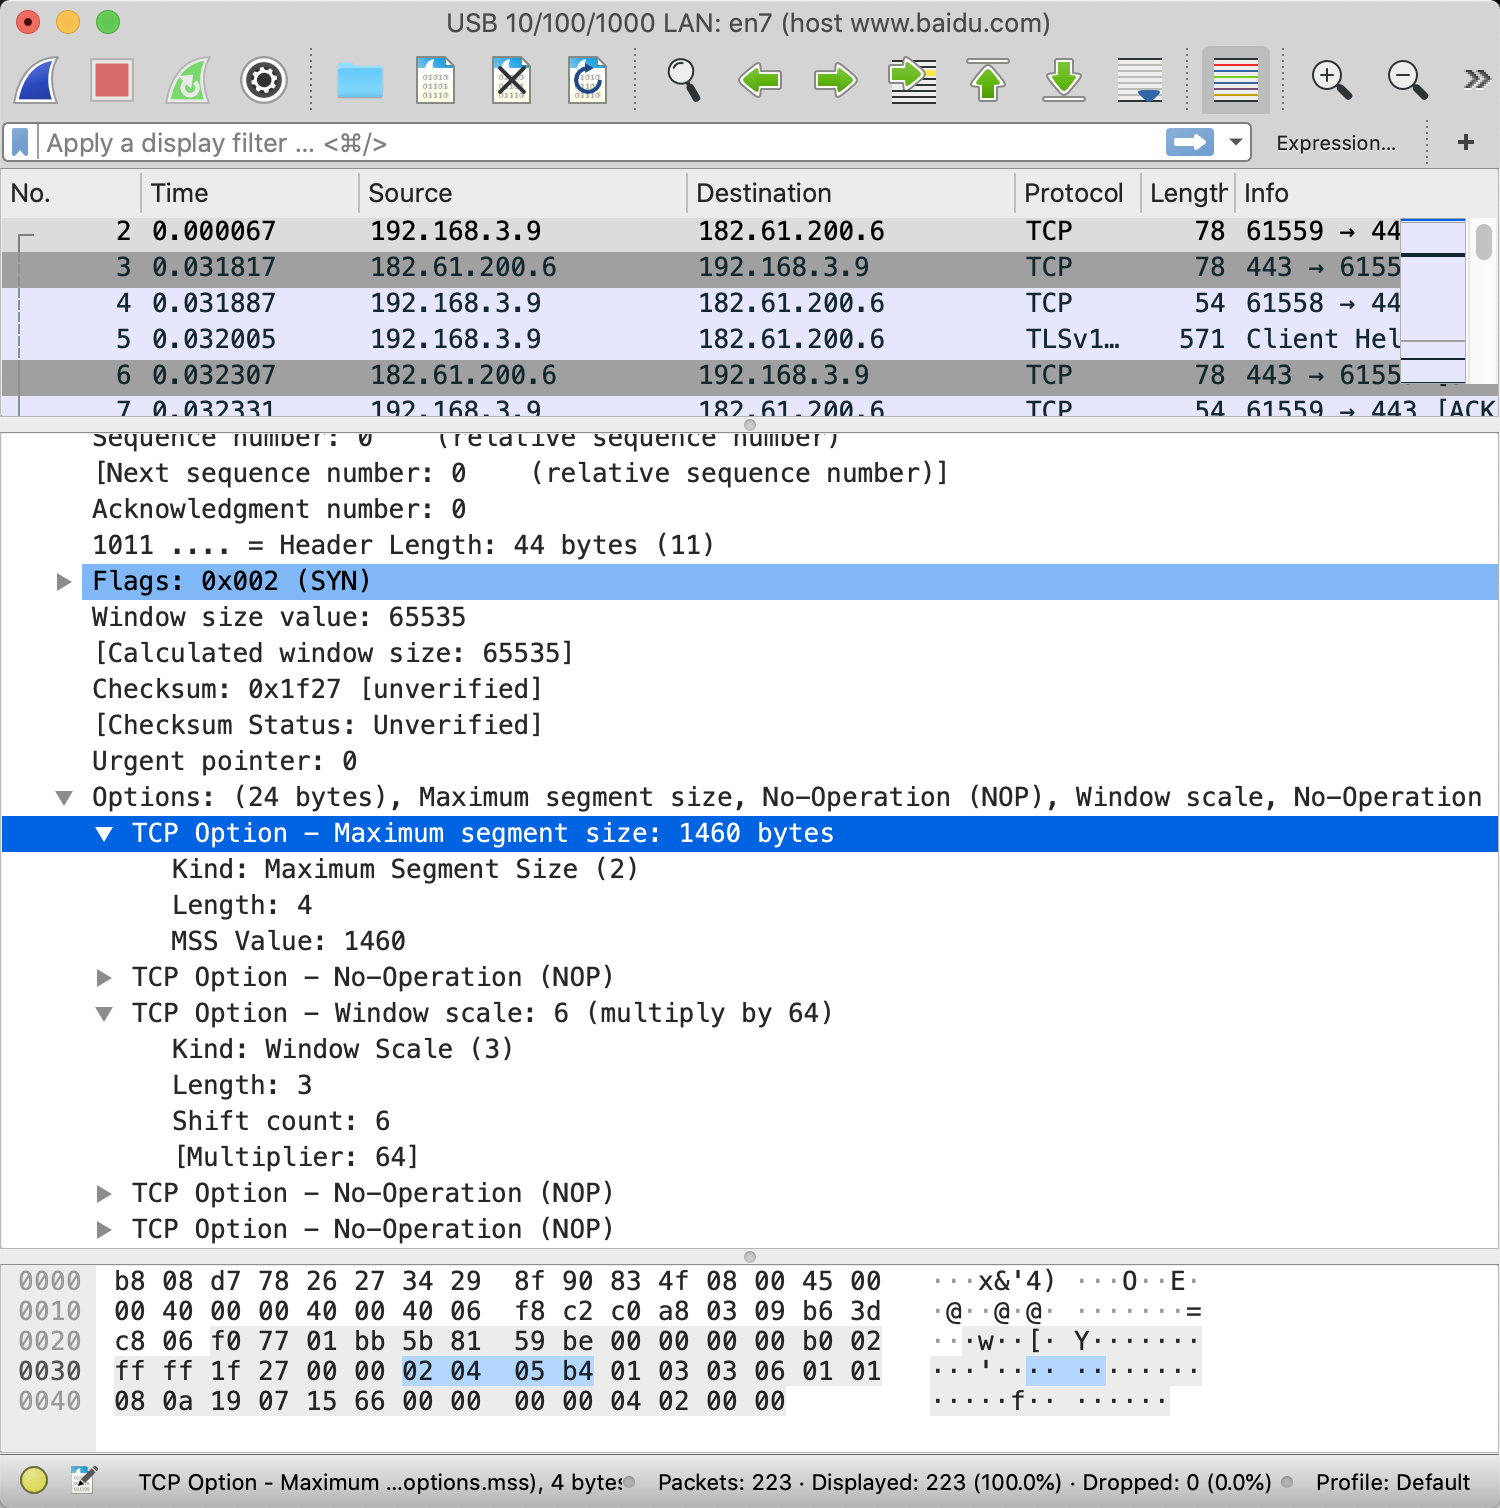 USB 10/100/1000 LAN: en7 (host www.baidu.com)
Apply a display filter ... <⌘/>
Expression...
+
No. Time Source Destination Protocol Length Info
2 0.000067 192.168.3.9 182.61.200.6 TCP 78 61559 → 44
3 0.031817 182.61.200.6 192.168.3.9 TCP 78 443 → 6155
4 0.031887 192.168.3.9 182.61.200.6 TCP 54 61558 → 44
5 0.032005 192.168.3.9 182.61.200.6 TLSv1… 571 Client Hel
6 0.032307 182.61.200.6 192.168.3.9 TCP 78 443 → 6155
7 0.032331 192.168.3.9 182.61.200.6 TCP 54 61559 → 443 [ACK
Sequence number: 0 (relative sequence number)
[Next sequence number: 0 (relative sequence number)]
Acknowledgment number: 0
1011 .... = Header Length: 44 bytes (11)
Flags: 0x002 (SYN)
Window size value: 65535
[Calculated window size: 65535]
Checksum: 0x1f27 [unverified]
[Checksum Status: Unverified]
Urgent pointer: 0
Options: (24 bytes), Maximum segment size, No-Operation (NOP), Window scale, No-Operation
TCP Option - Maximum segment size: 1460 bytes
Kind: Maximum Segment Size (2)
Length: 4
MSS Value: 1460
TCP Option - No-Operation (NOP)
TCP Option - Window scale: 6 (multiply by 64)
Kind: Window Scale (3)
Length: 3
Shift count: 6
[Multiplier: 64]
TCP Option - No-Operation (NOP)
TCP Option - No-Operation (NOP)
0000 b8 08 d7 78 26 27 34 29 8f 90 83 4f 08 00 45 00 ···x&'4) ···O··E·
0010 00 40 00 00 40 00 40 06 f8 c2 c0 a8 03 09 b6 3d ·@··@·@· ·······=
0020 c8 06 f0 77 01 bb 5b 81 59 be 00 00 00 00 b0 02 ···w··[· Y·······
0030 ff ff 1f 27 00 00 02 04 05 b4 01 03 03 06 01 01 ···'···· ········
0040 08 0a 19 07 15 66 00 00 00 00 04 02 00 00 ·····f·· ······
TCP Option - Maximum ...options.mss), 4 bytes Packets: 223 · Displayed: 223 (100.0%) · Dropped: 0 (0.0%) Profile: Default